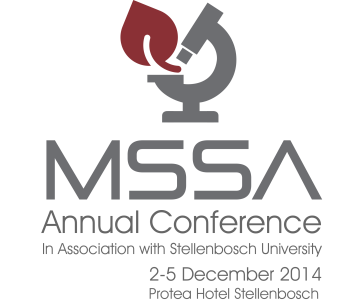 MSSA
Annual Conference
In Association with Stellenbosch University
2-5 December 2014
Protea Hotel Stellenbosch